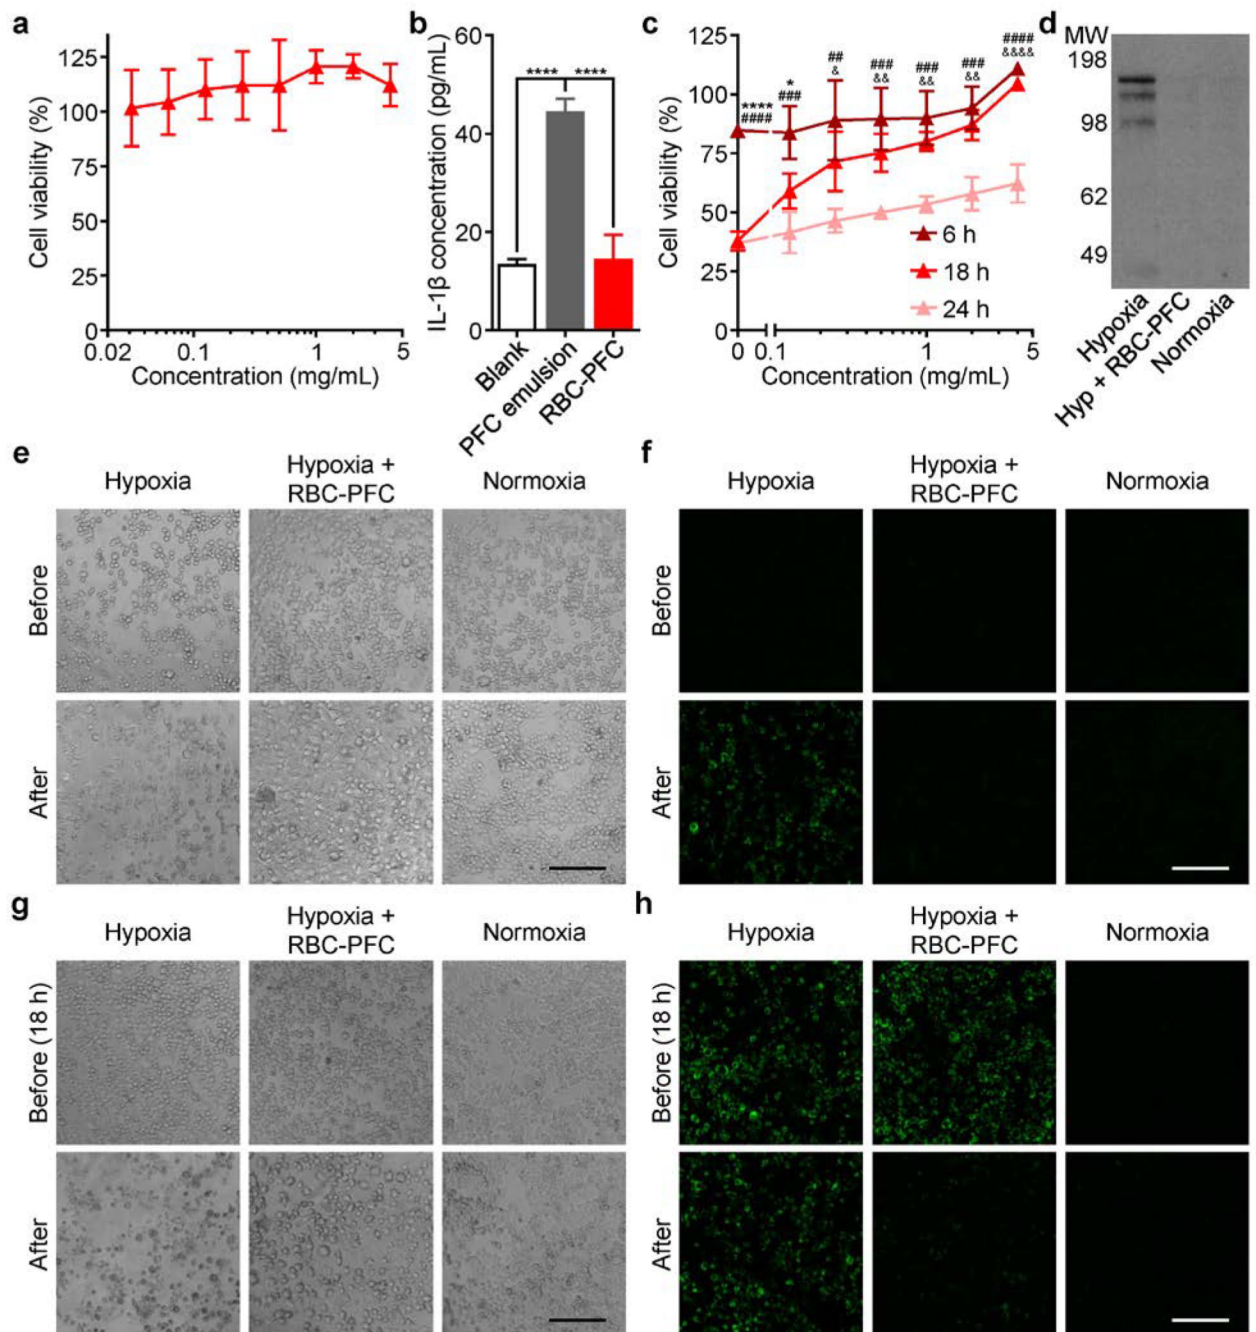 a
Cell viability (%)
125
100
75
50
25
0
0.02
0.1
1
5
Concentration (mg/mL)
b
IL-1β concentration (pg/mL)
60
40
20
0
****
****
Blank
PFC emulsion
RBC-PFC
c
Cell viability (%)
125
100
75
50
25
0
****
####
*
###
##
&
###
&&
###
&&
###
&&
####
&&&&
6 h
18 h
24 h
0
0.1
1
5
Concentration (mg/mL)
d
MW
198
98
62
49
Hypoxia
Hyp + RBC-PFC
Normoxia
e
Hypoxia
Hypoxia +
RBC-PFC
Normoxia
Before
After
f
Hypoxia
Hypoxia +
RBC-PFC
Normoxia
Before
After
g
Hypoxia
Hypoxia +
RBC-PFC
Normoxia
Before (18 h)
After
h
Hypoxia
Hypoxia +
RBC-PFC
Normoxia
Before (18 h)
After